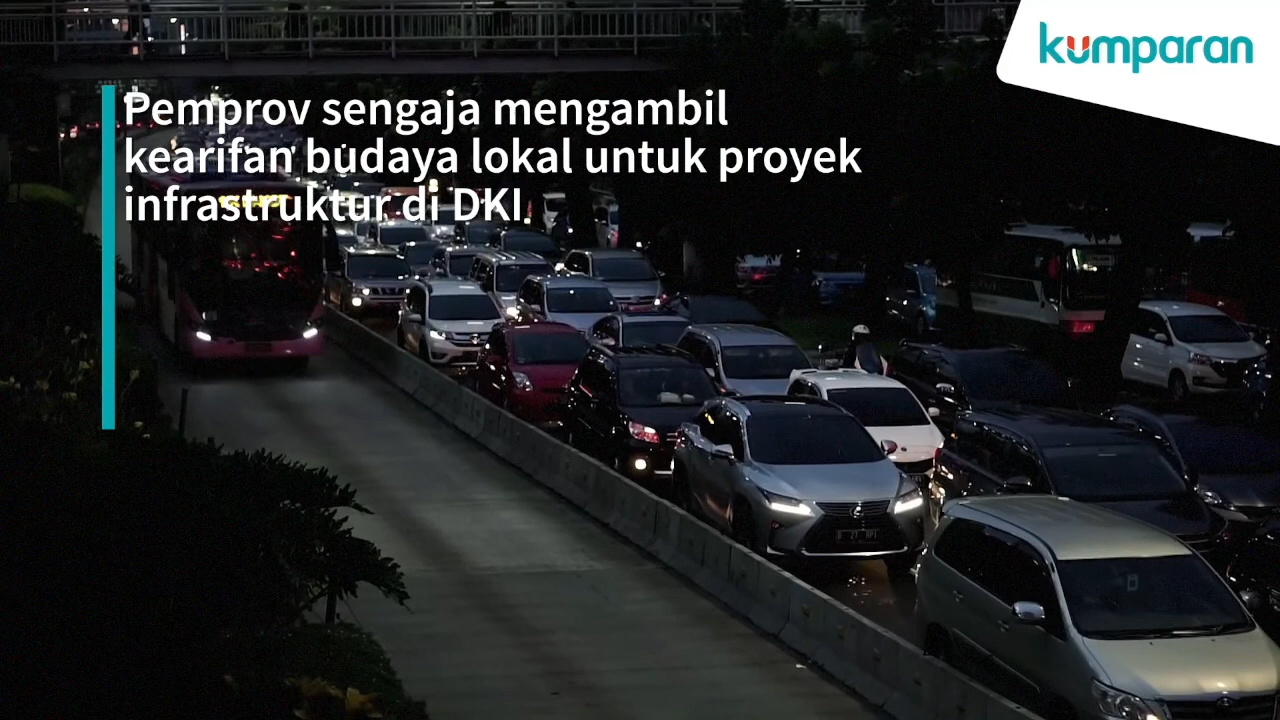 kumparan
Pemprov sengaja mengambil
kearifan budaya lokal untuk proyek
infrastruktur di DKI.